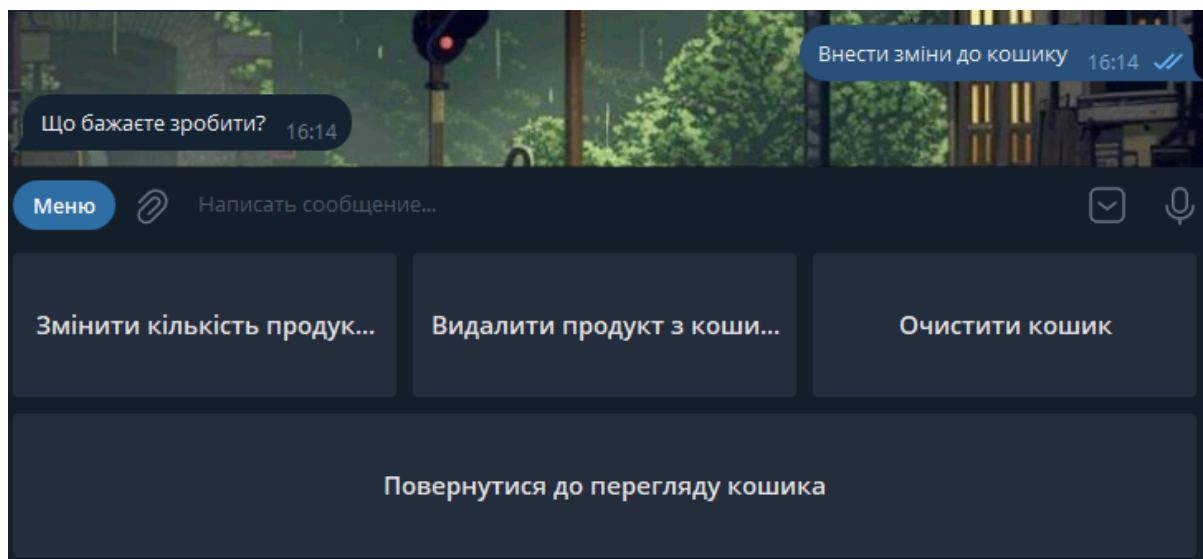 Внести зміни до кошику 16:14
Що бажаєте зробити? 16:14
Меню Написать сообщение...
Змінити кількість продук... Видалити продукт з коши... Очистити кошик
Повернутися до перегляду кошика